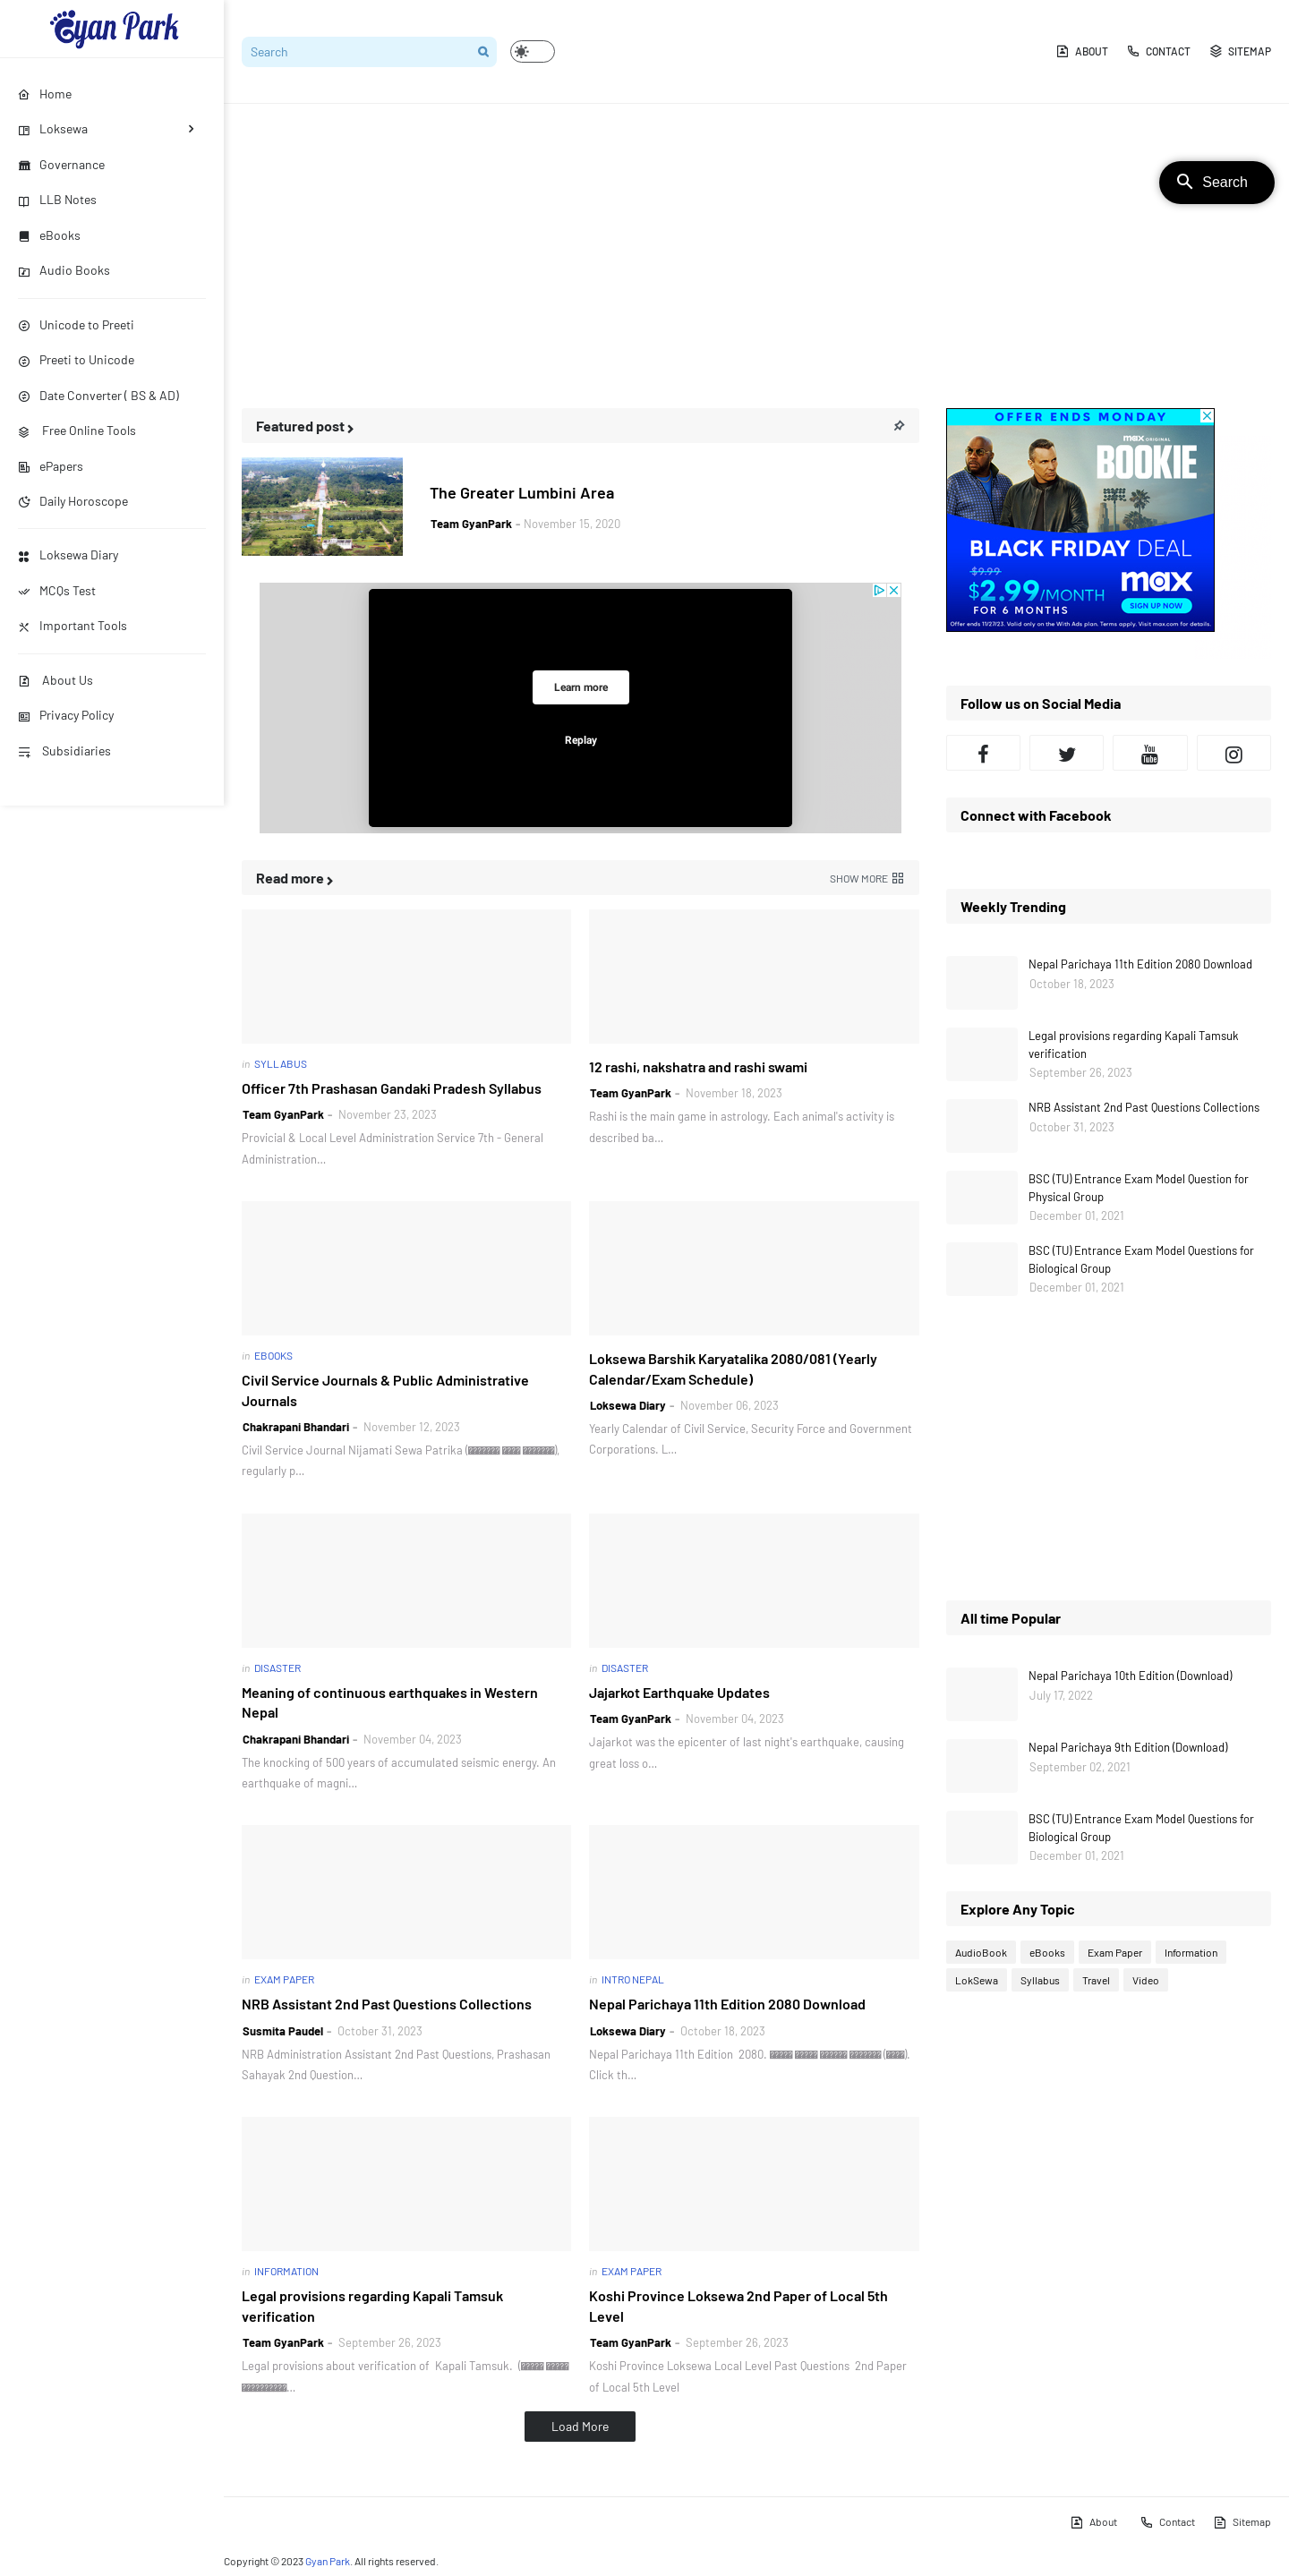 Gyan Park
Home
Loksewa
Governance
LLB Notes
eBooks
Audio Books
Unicode to Preeti
Preeti to Unicode
Date Converter ( BS & AD)
Free Online Tools
ePapers
Daily Horoscope
Loksewa Diary
MCQs Test
Important Tools
About Us
Privacy Policy
Subsidiaries
Search
ABOUT
CONTACT
SITEMAP
Search
Featured post
The Greater Lumbini Area
Team GyanPark - November 15, 2020
Learn more
Replay
Read more
SHOW MORE
in SYLLABUS
Officer 7th Prashasan Gandaki Pradesh Syllabus
Team GyanPark - November 23, 2023
Provicial & Local Level Administration Service 7th - General
Administration…
12 rashi, nakshatra and rashi swami
Team GyanPark - November 18, 2023
Rashi is the main game in astrology. Each animal's activity is
described ba…
in EBOOKS
Civil Service Journals & Public Administrative
Journals
Chakrapani Bhandari - November 12, 2023
Civil Service Journal Nijamati Sewa Patrika ( ),
regularly p…
Loksewa Barshik Karyatalika 2080/081 (Yearly
Calendar/Exam Schedule)
Loksewa Diary - November 06, 2023
Yearly Calendar of Civil Service, Security Force and Government
Corporations. L…
in DISASTER
Meaning of continuous earthquakes in Western
Nepal
Chakrapani Bhandari - November 04, 2023
The knocking of 500 years of accumulated seismic energy. An
earthquake of magni…
in DISASTER
Jajarkot Earthquake Updates
Team GyanPark - November 04, 2023
Jajarkot was the epicenter of last night's earthquake, causing
great loss o…
in EXAM PAPER
NRB Assistant 2nd Past Questions Collections
Susmita Paudel - October 31, 2023
NRB Administration Assistant 2nd Past Questions, Prashasan
Sahayak 2nd Question…
in INTRO NEPAL
Nepal Parichaya 11th Edition 2080 Download
Loksewa Diary - October 18, 2023
Nepal Parichaya 11th Edition 2080. ( ).
Click th…
in INFORMATION
Legal provisions regarding Kapali Tamsuk
verification
Team GyanPark - September 26, 2023
Legal provisions about verification of Kapali Tamsuk. (
…
in EXAM PAPER
Koshi Province Loksewa 2nd Paper of Local 5th
Level
Team GyanPark - September 26, 2023
Koshi Province Loksewa Local Level Past Questions 2nd Paper
of Local 5th Level
Load More
OFFER ENDS MONDAY
max ORIGINAL
BOOKIE
BLACK FRIDAY DEAL
$9.99
$2.99/MONTH
FOR 6 MONTHS
max
SIGN UP NOW
Offer ends 11/27/23. Valid only on the With Ads plan. Terms apply. Visit max.com for details.
Follow us on Social Media
You
Tube
Connect with Facebook
Weekly Trending
Nepal Parichaya 11th Edition 2080 Download
October 18, 2023
Legal provisions regarding Kapali Tamsuk
verification
September 26, 2023
NRB Assistant 2nd Past Questions Collections
October 31, 2023
BSC (TU) Entrance Exam Model Question for
Physical Group
December 01, 2021
BSC (TU) Entrance Exam Model Questions for
Biological Group
December 01, 2021
All time Popular
Nepal Parichaya 10th Edition (Download)
July 17, 2022
Nepal Parichaya 9th Edition (Download)
September 02, 2021
BSC (TU) Entrance Exam Model Questions for
Biological Group
December 01, 2021
Explore Any Topic
AudioBook
eBooks
Exam Paper
Information
LokSewa
Syllabus
Travel
Video
About
Contact
Sitemap
Copyright © 2023 Gyan Park. All rights reserved.